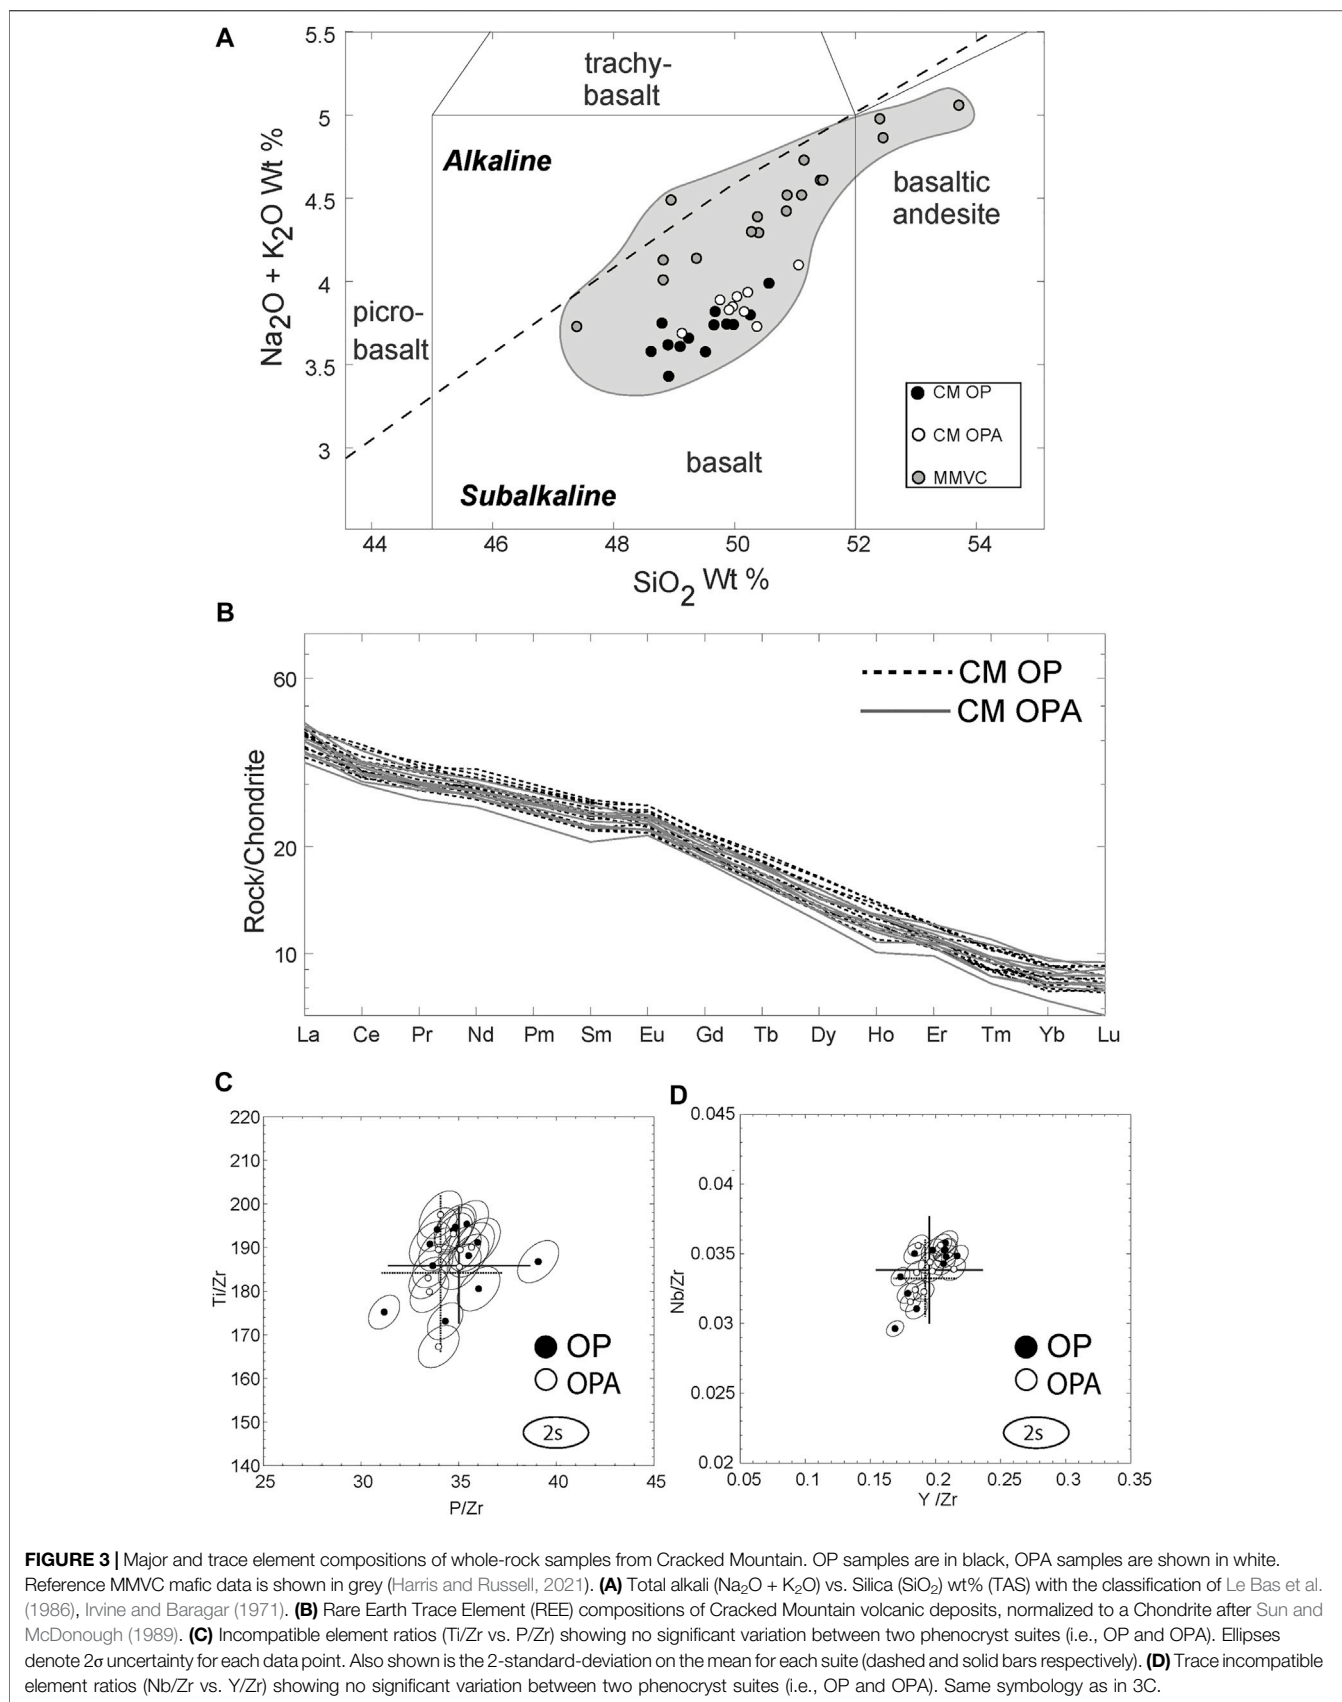 A
5.5
5
4.5
4
3.5
3
Na2O + K2O Wt %
trachy-
basalt
Alkaline
basaltic
andesite
picro-
basalt
CM OP
CM OPA
MMVC
basalt
Subalkaline
44 46 48 50 52 54
SiO2 Wt %
B
60
20
10
Rock/Chondrite
CM OP
CM OPA
La Ce Pr Nd Pm Sm Eu Gd Tb Dy Ho Er Tm Yb Lu
C
220
210
200
190
180
170
160
150
140
Ti/Zr
OP
OPA
2s
25 30 35 40 45
P/Zr
D
0.045
0.04
0.035
0.03
0.025
0.02
Nb/Zr
OP
OPA
2s
0.05 0.1 0.15 0.2 0.25 0.3 0.35
Y /Zr
FIGURE 3 | Major and trace element compositions of whole-rock samples from Cracked Mountain. OP samples are in black, OPA samples are shown in white.
Reference MMVC mafic data is shown in grey (Harris and Russell, 2021). (A) Total alkali (Na2O + K2O) vs. Silica (SiO2) wt% (TAS) with the classification of Le Bas et al.
(1986), Irvine and Baragar (1971). (B) Rare Earth Trace Element (REE) compositions of Cracked Mountain volcanic deposits, normalized to a Chondrite after Sun and
McDonough (1989). (C) Incompatible element ratios (Ti/Zr vs. P/Zr) showing no significant variation between two phenocryst suites (i.e., OP and OPA). Ellipses
denote 2σ uncertainty for each data point. Also shown is the 2-standard-deviation on the mean for each suite (dashed and solid bars respectively). (D) Trace incompatible
element ratios (Nb/Zr vs. Y/Zr) showing no significant variation between two phenocryst suites (i.e., OP and OPA). Same symbology as in 3C.